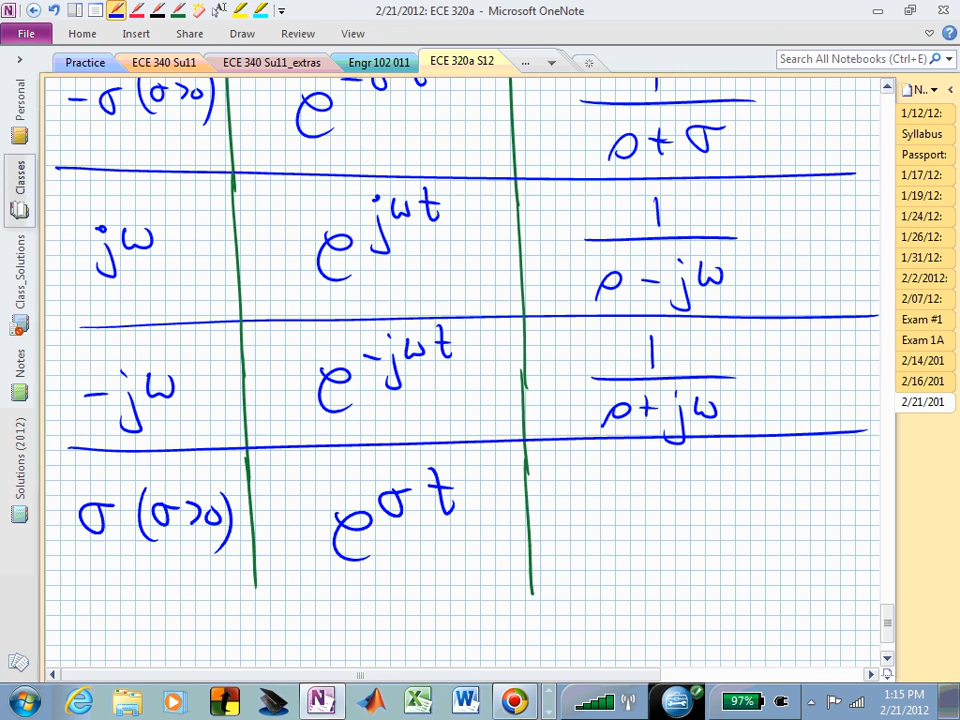 2/21/2012: ECE 320a - Microsoft OneNote
File Home Insert Share Draw Review View
Practice ECE 340 Su11 ECE 340 Su11_extras Engr 102 011 ECE 320a S12 ... Search All Notebooks (Ctrl+E)
Personal
Classes
Class_Solutions
Notes
Solutions (2012)
N..
1/12/12:
Syllabus
Passport:
1/17/12:
1/19/12:
1/24/12:
1/26/12:
1/31/12:
2/2/2012:
2/07/12:
Exam #1
Exam 1A
2/14/201
2/16/201
2/21/201
-σ (σ>0) e^{-σt} 1/(s+σ)
jω e^{jωt} 1/(s-jω)
-jω e^{-jωt} 1/(s+jω)
σ (σ>0) e^{σt}
97%
1:15 PM
2/21/2012